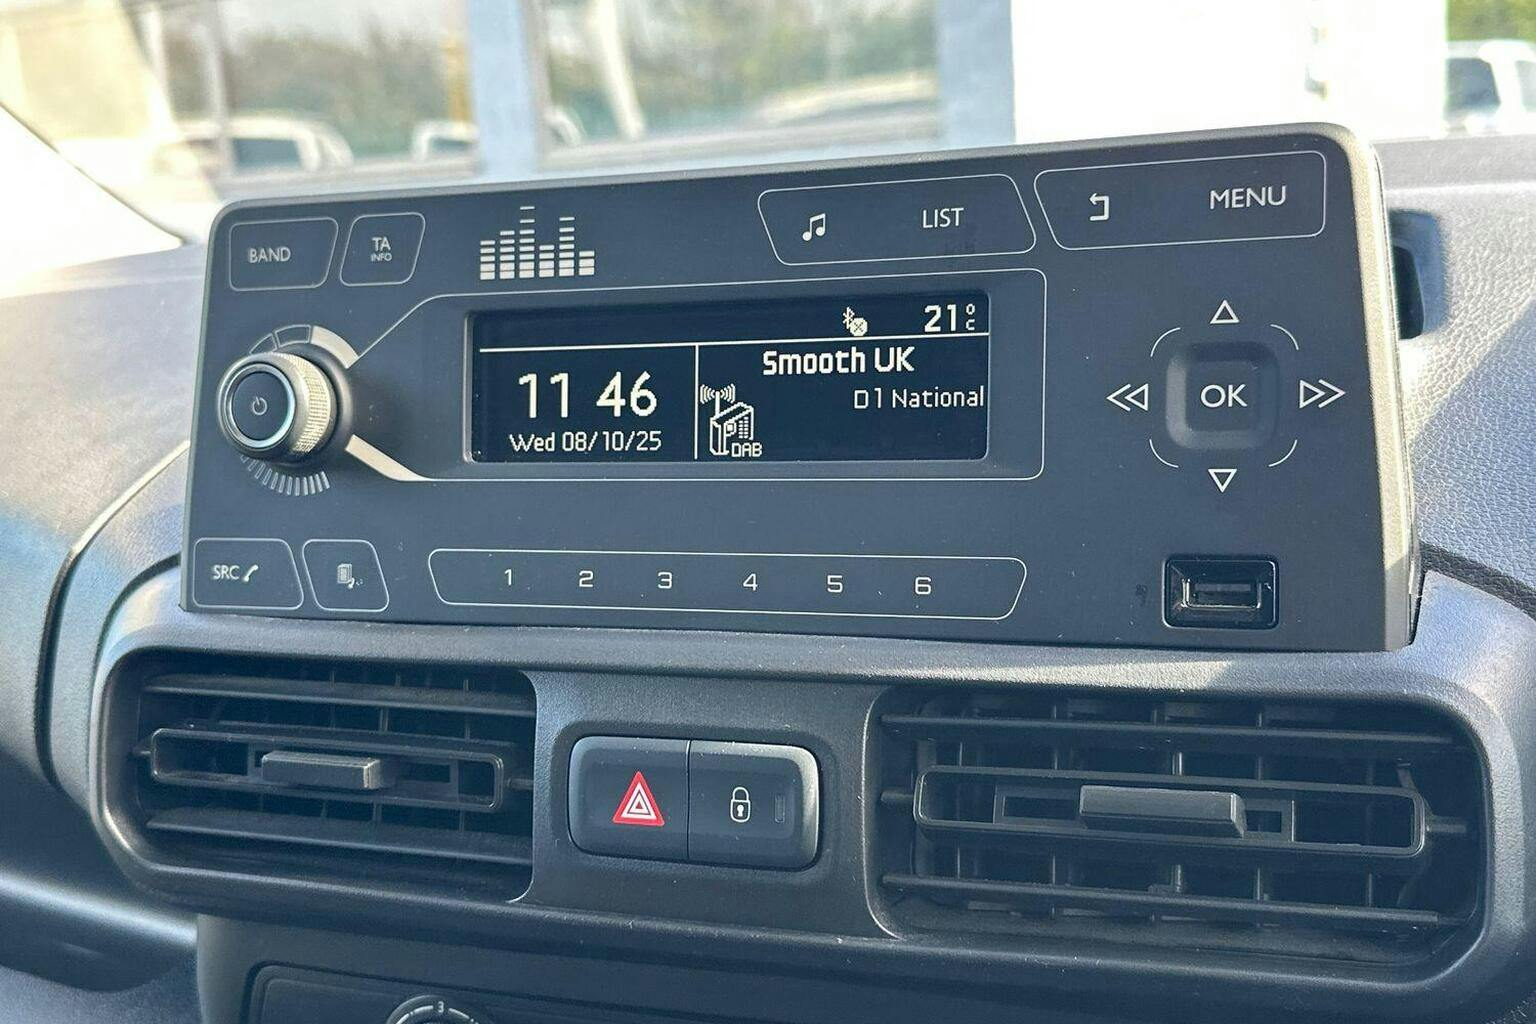 BAND
TA
INFO
LIST
MENU
21°C
11 46
Wed 08/10/25
Smooth UK
D1 National
DAB
OK
SRC
1 2 3 4 5 6
3